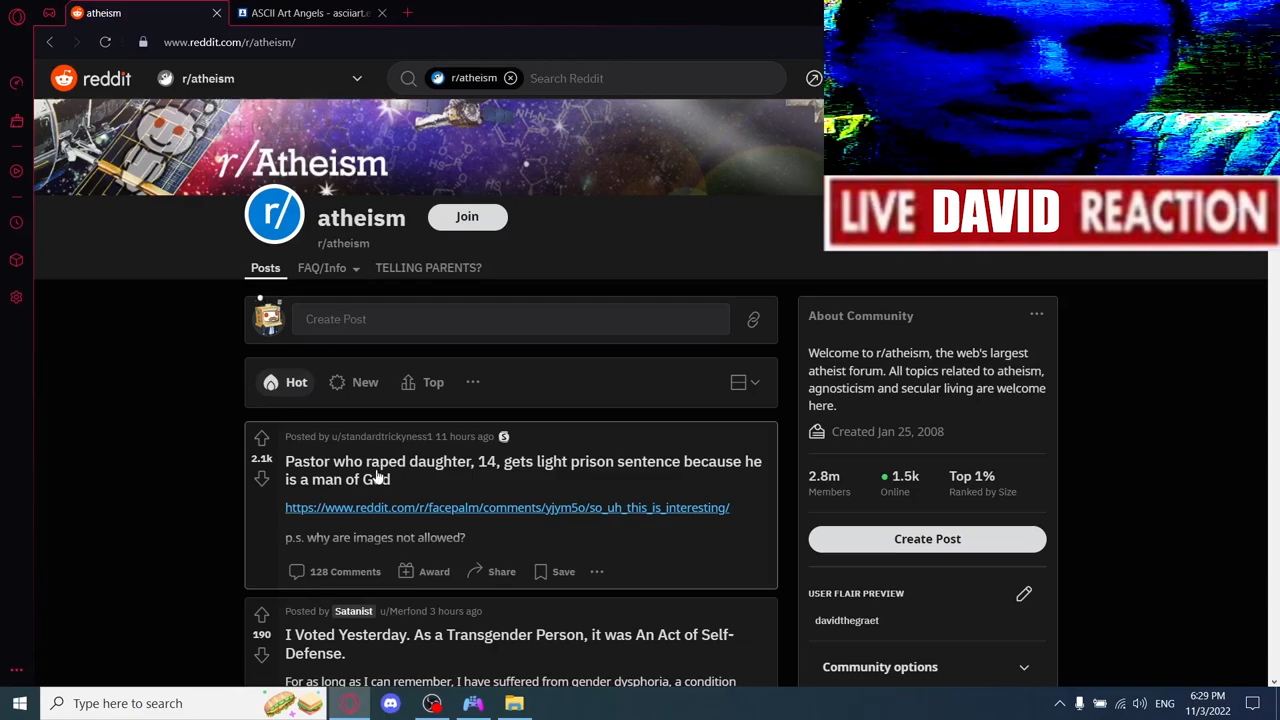 atheism
ASCII Art Angels - asciiart.e
www.reddit.com/r/atheism/
reddit
r/atheism
r/atheism
Search Reddit
r/Atheism
r/
atheism
Join
r/atheism
LIVE DAVID REACTION
Posts
FAQ/Info
TELLING PARENTS?
Create Post
Hot
New
Top
Posted by u/standardtrickyness1 11 hours ago
2.1k
Pastor who raped daughter, 14, gets light prison sentence because he
is a man of God
https://www.reddit.com/r/facepalm/comments/yjym5o/so_uh_this_is_interesting/
p.s. why are images not allowed?
128 Comments
Award
Share
Save
Posted by Satanist u/Merfond 3 hours ago
190
I Voted Yesterday. As a Transgender Person, it was An Act of Self-
Defense.
For as long as I can remember, I have suffered from gender dysphoria, a condition
About Community
Welcome to r/atheism, the web's largest
atheist forum. All topics related to atheism,
agnosticism and secular living are welcome
here.
Created Jan 25, 2008
2.8m
1.5k
Top 1%
Members
Online
Ranked by Size
Create Post
USER FLAIR PREVIEW
davidthegraet
Community options
Type here to search
ENG
6:29 PM
11/3/2022